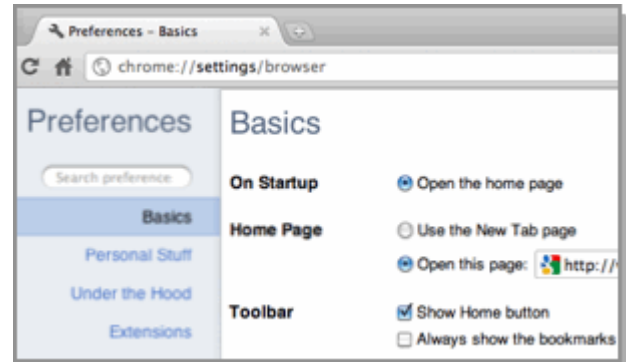 Preferences - Basics
chrome://settings/browser
Preferences
Search preference
Basics
Personal Stuff
Under the Hood
Extensions
Basics
On Startup
Open the home page
Home Page
Use the New Tab page
Open this page: http://
Toolbar
Show Home button
Always show the bookmarks